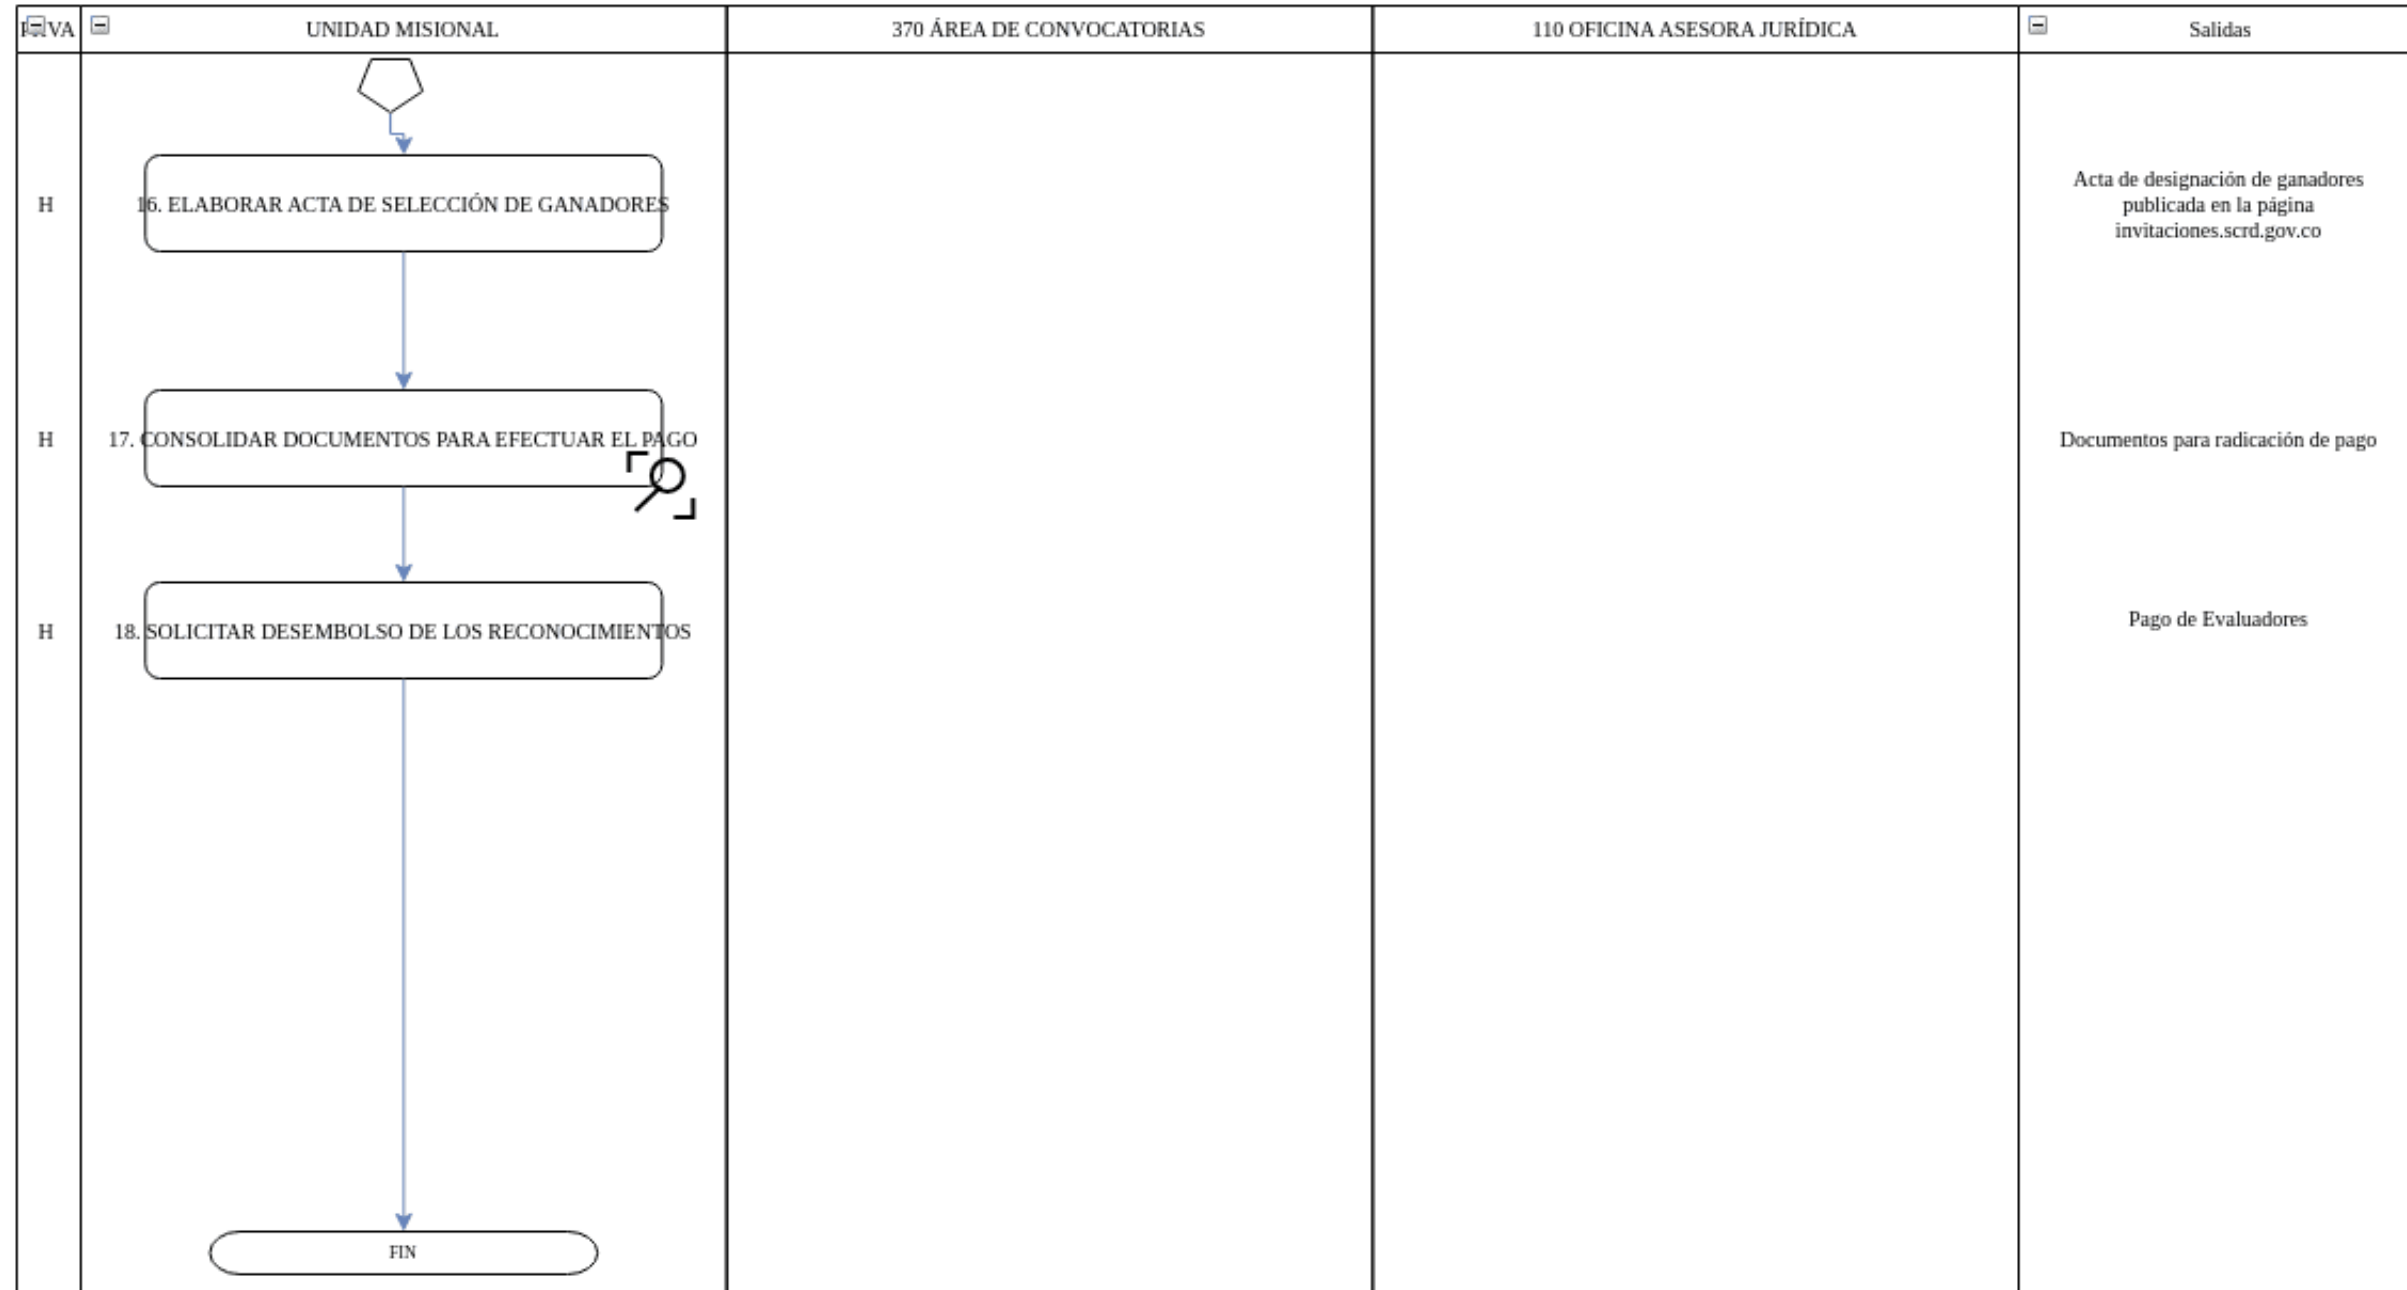 UNIDAD MISIONAL
370 ÁREA DE CONVOCATORIAS
110 OFICINA ASESORA JURÍDICA
Salidas
H
16. ELABORAR ACTA DE SELECCIÓN DE GANADORES
Acta de designación de ganadores
publicada en la página
invitaciones.scrd.gov.co
H
17. CONSOLIDAR DOCUMENTOS PARA EFECTUAR EL PAGO
Documentos para radicación de pago
H
18. SOLICITAR DESEMBOLSO DE LOS RECONOCIMIENTOS
Pago de Evaluadores
FIN